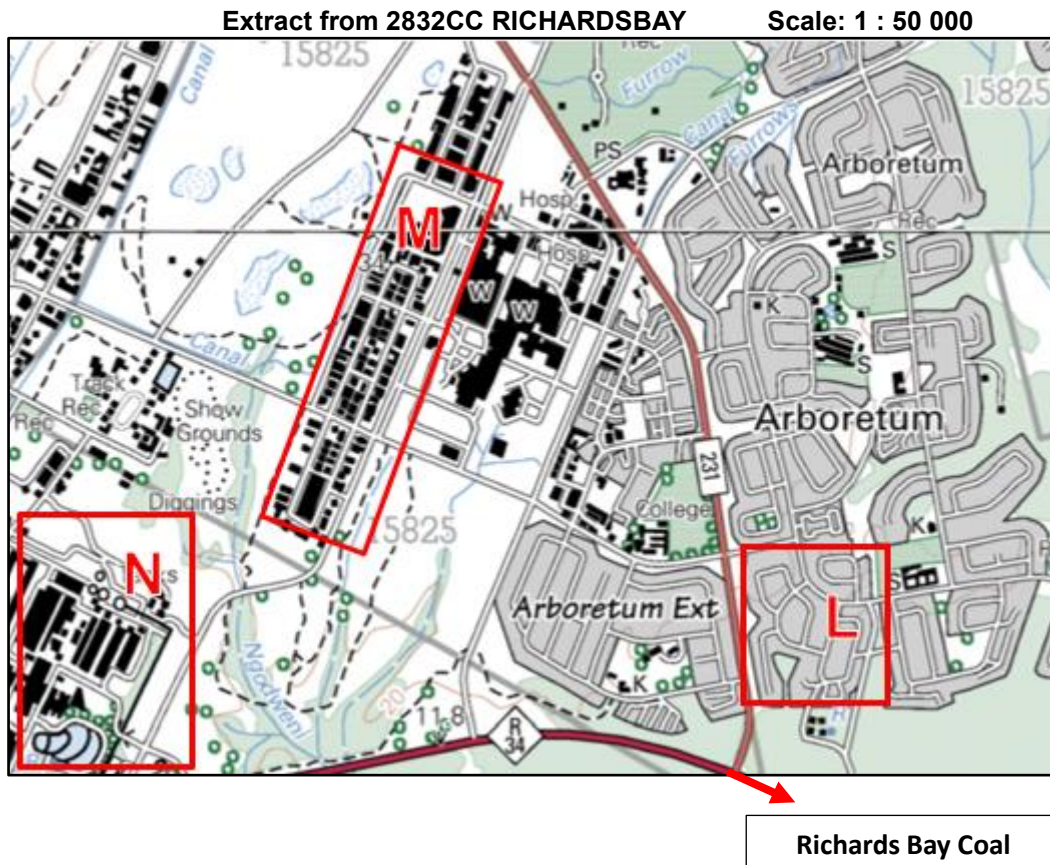 Extract from 2832CC RICHARDSBAY Scale: 1 : 50 000
15825
Canal
Rec
Furrow
15825
Canal
Furrows
PS
Arboretum
Hosp
M
W
Rec
Hosp
S
34
W
W
K
Canal
S
Track
Rec
Show
Grounds
Rec
Arboretum
231
Diggings
College
15825
K
N
S
L
Arboretum Ext
Ngodweni
K
20
11,8
R
34
H
Richards Bay Coal